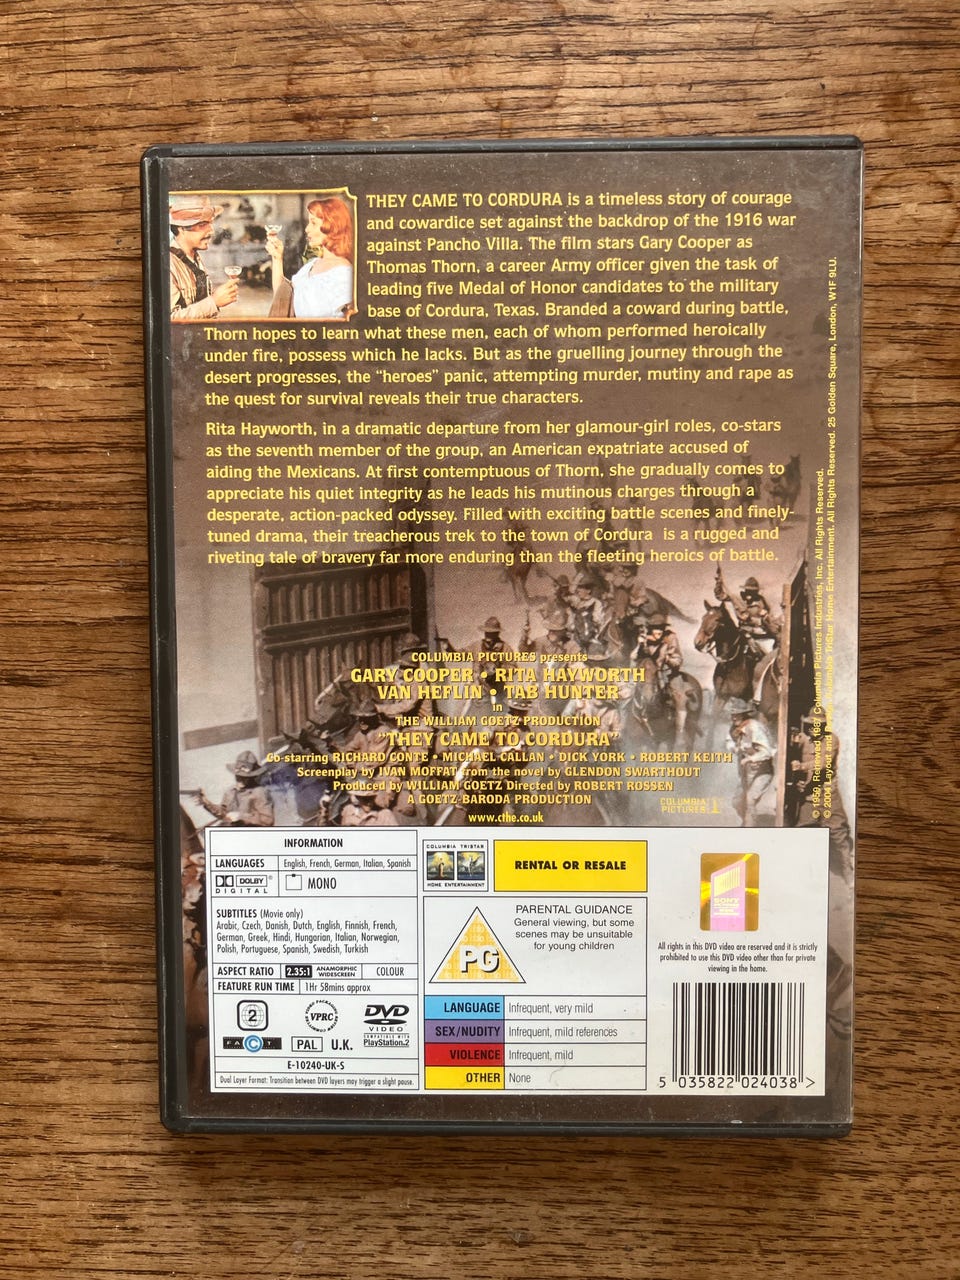 THEY CAME TO CORDURA is a timeless story of courage
and cowardice set against the backdrop of the 1916 war
against Pancho Villa. The film stars Gary Cooper as
Thomas Thorn, a career Army officer given the task of
leading five Medal of Honor candidates to the military
base of Cordura, Texas. Branded a coward during battle,
Thorn hopes to learn what these men, each of whom performed heroically
under fire, possess which he lacks. But as the gruelling journey through the
desert progresses, the “heroes” panic, attempting murder, mutiny and rape as
the quest for survival reveals their true characters.
Rita Hayworth, in a dramatic departure from her glamour-girl roles, co-stars
as the seventh member of the group, an American expatriate accused of
aiding the Mexicans. At first contemptuous of Thorn, she gradually comes to
appreciate his quiet integrity as he leads his mutinous charges through a
desperate, action-packed odyssey. Filled with exciting battle scenes and finely-
tuned drama, their treacherous trek to the town of Cordura is a rugged and
riveting tale of bravery far more enduring than the fleeting heroics of battle.
COLUMBIA PICTURES presents
GARY COOPER • RITA HAYWORTH
VAN HEFLIN • TAB HUNTER
in
THE WILLIAM GOETZ PRODUCTION
“THEY CAME TO CORDURA”
Co-starring RICHARD CONTE • MICHAEL CALLAN • DICK YORK • ROBERT KEITH
Screenplay by IVAN MOFFAT from the novel by GLENDON SWARTHOUT
Produced by WILLIAM GOETZ Directed by ROBERT ROSSEN
A GOETZ-BARODA PRODUCTION
COLUMBIA
PICTURES
www.cthe.co.uk
© 1959, Renewed 1987 Columbia Pictures Industries, Inc. All Rights Reserved.
© 2004 Layout and Design Columbia TriStar Home Entertainment. All Rights Reserved. 25 Golden Square, London, W1F 9LU.
INFORMATION
LANGUAGES English, French, German, Italian, Spanish
DOLBY DIGITAL MONO
SUBTITLES (Movie only)
Arabic, Czech, Danish, Dutch, English, Finnish, French,
German, Greek, Hindi, Hungarian, Italian, Norwegian,
Polish, Portuguese, Spanish, Swedish, Turkish
ASPECT RATIO 2.35:1 ANAMORPHIC WIDESCREEN COLOUR
FEATURE RUN TIME 1Hr 58mins approx
2
VPRC
DVD
VIDEO
COMPATIBLE WITH
PlayStation.2
FACT
PAL U.K.
E-10240-UK-S
Dual Layer Format: Transition between DVD layers may trigger a slight pause.
COLUMBIA TRISTAR
HOME ENTERTAINMENT
RENTAL OR RESALE
PG
PARENTAL GUIDANCE
General viewing, but some
scenes may be unsuitable
for young children
LANGUAGE Infrequent, very mild
SEX/NUDITY Infrequent, mild references
VIOLENCE Infrequent, mild
OTHER None
SONY
All rights in this DVD video are reserved and it is strictly
prohibited to use this DVD video other than for private
viewing in the home.
5 035822 024038 >